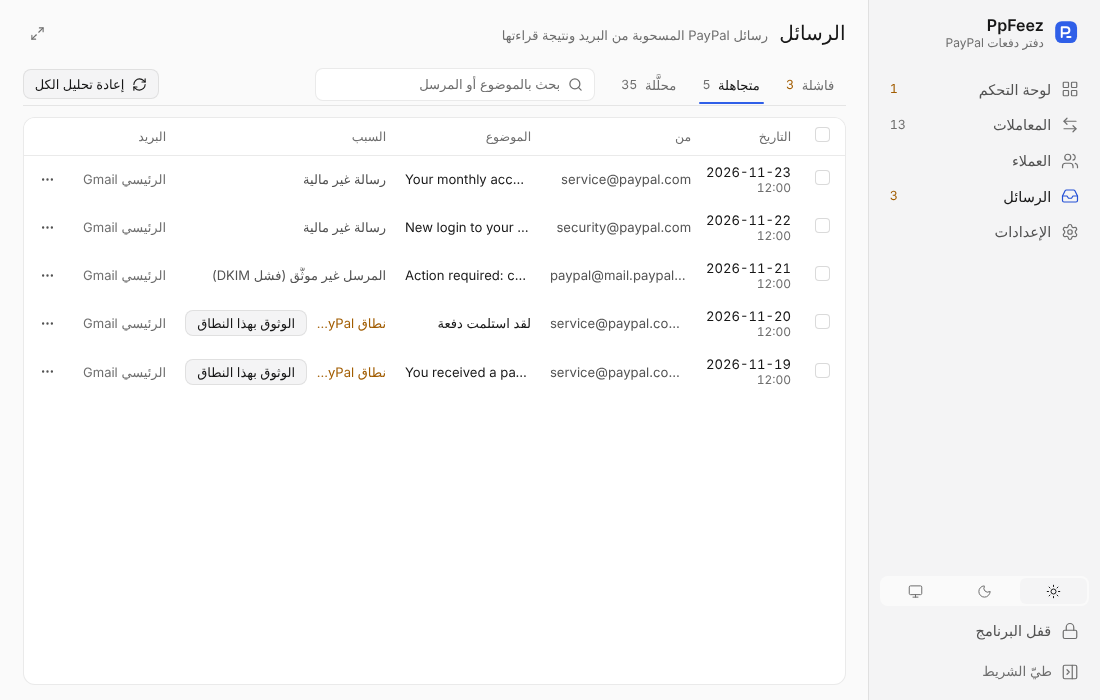 PpFeez
دفتر دفعات PayPal
لوحة التحكم 1
المعاملات 13
العملاء
الرسائل 3
الإعدادات
قفل البرنامج
طيّ الشريط
الرسائل رسائل PayPal المسحوبة من البريد ونتيجة قراءتها
فاشلة 3 متجاهلة 5 محلَّلة 35 بحث بالموضوع أو المرسل إعادة تحليل الكل
التاريخ من الموضوع السبب البريد
2026-11-23 12:00 service@paypal.com Your monthly acc... رسالة غير مالية Gmail الرئيسي
2026-11-22 12:00 security@paypal.com New login to your ... رسالة غير مالية Gmail الرئيسي
2026-11-21 12:00 paypal@mail.paypal... Action required: c... المرسل غير موثَّق (فشل DKIM) Gmail الرئيسي
2026-11-20 12:00 service@paypal.co... لقد استلمت دفعة نطاق yPal... الوثوق بهذا النطاق Gmail الرئيسي
2026-11-19 12:00 service@paypal.co... You received a pa... نطاق yPal... الوثوق بهذا النطاق Gmail الرئيسي